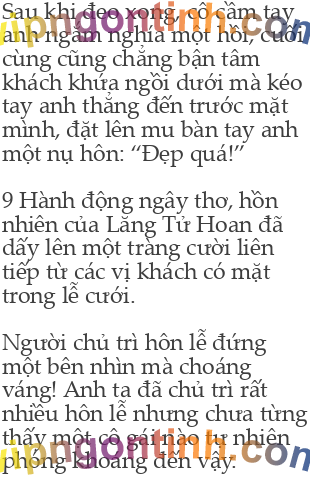 Sau khi đeo xong, cô cầm tay
anh ngắm nghía một hồi, cuối
cùng cũng chẳng bận tâm
khách khứa ngồi dưới mà kéo
tay anh thẳng đến trước mặt
mình, đặt lên mu bàn tay anh
một nụ hôn: “Đẹp quá!”
9 Hành động ngây thơ, hồn
nhiên của Lăng Tử Hoan đã
dấy lên một tràng cười liên
tiếp từ các vị khách có mặt
trong lễ cưới.
Người chủ trì hôn lễ đứng
một bên nhìn mà choáng
váng! Anh ta đã chủ trì rất
nhiều hôn lễ nhưng chưa từng
thấy một cô gái nào tự nhiên
phóng khoáng đến vậy.
vipngontinh.com
vipngontinh.com